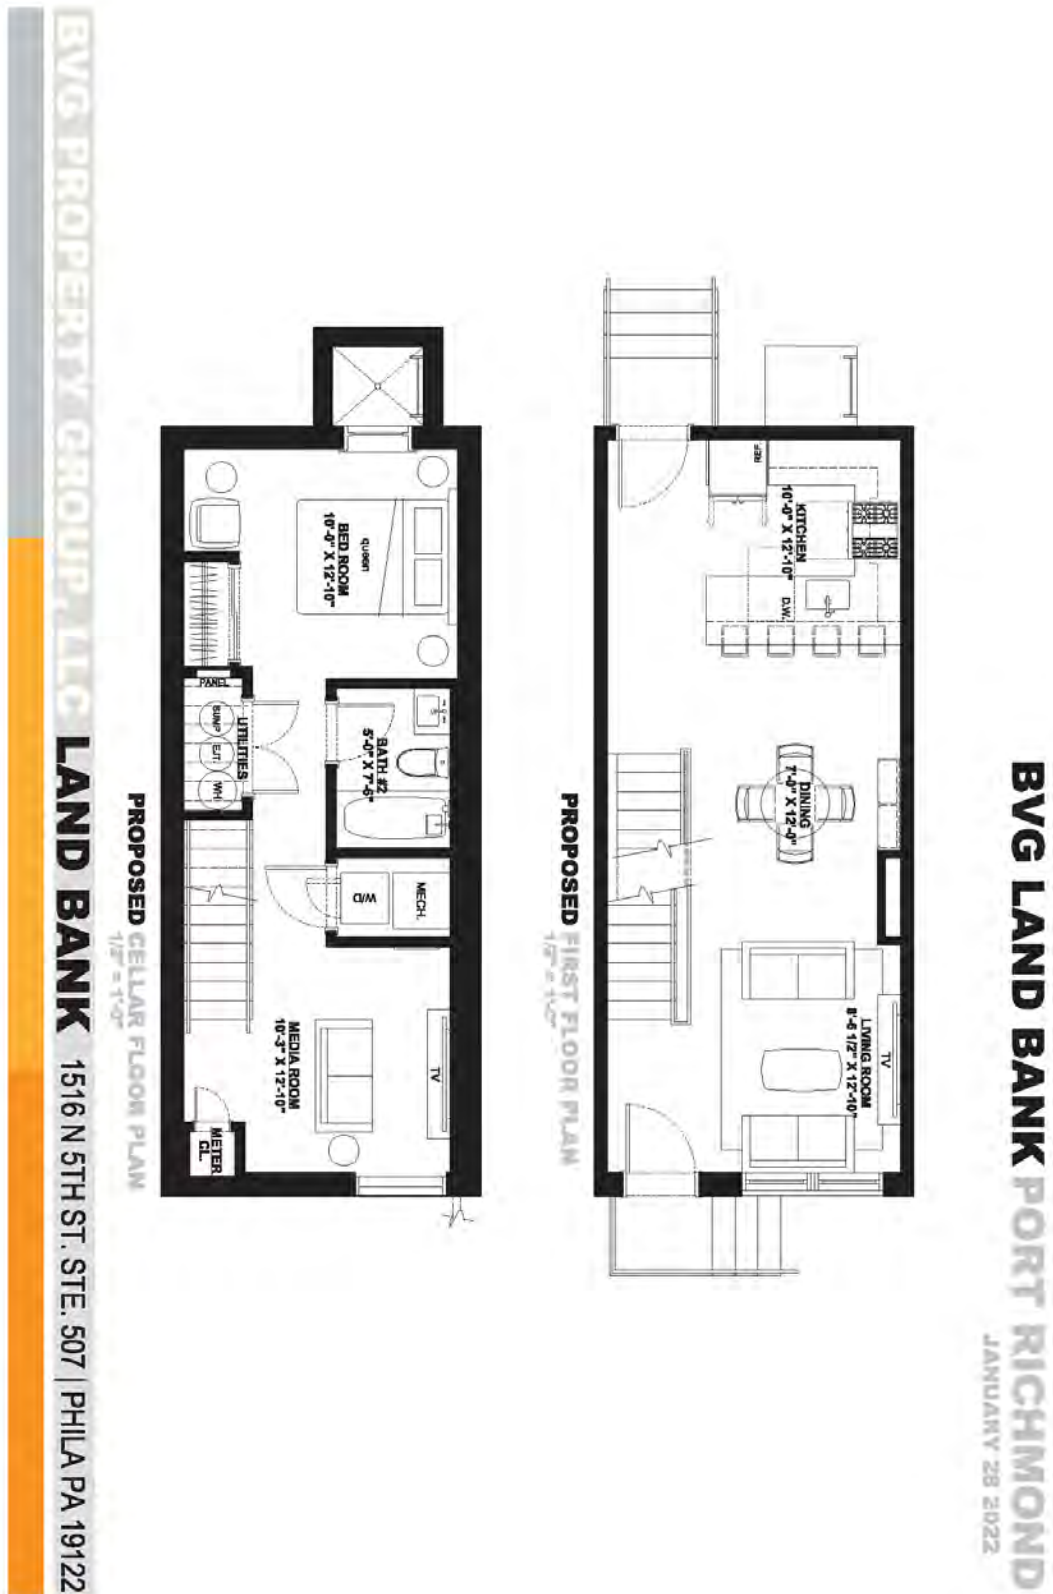 BVG LAND BANK PORT RICHMOND
JANUARY 28 2022
REF.
KITCHEN
10'-0" X 12'-10"
D.W.
DINING
7'-0" X 12'-0"
TV
LIVING ROOM
8'-6 1/2" X 12'-10"
PROPOSED FIRST FLOOR PLAN
1/2" = 1'-0"
queen
BED ROOM
10'-0" X 12'-10"
BATH #2
5'-0" X 7'-6"
PANEL
UTILITIES
SUMP
EJT
WH
MECH.
W/D
TV
MEDIA ROOM
10'-3" X 12'-10"
METER
CL.
PROPOSED CELLAR FLOOR PLAN
1/2" = 1'-0"
BVG PROPERTY GROUP, LLC LAND BANK 1516 N 5TH ST. STE. 507 | PHILA PA 19122